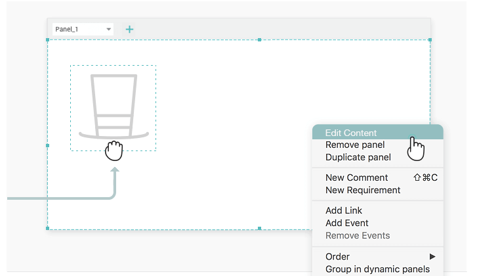 Panel_1
Edit Content
Remove panel
Duplicate panel
New Comment ⇧⌘C
New Requirement
Add Link
Add Event
Remove Events
Order
Group in dynamic panels